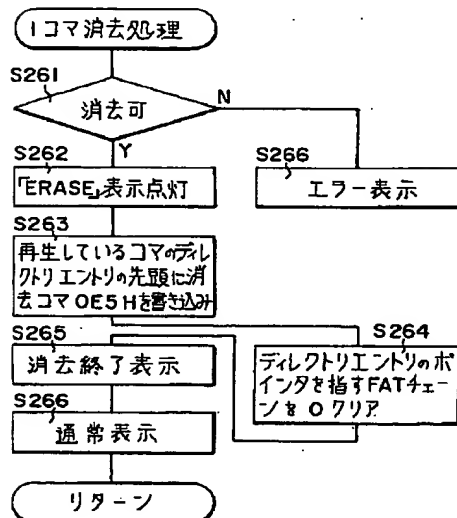 1コマ消去処理
S261
消去可
N
Y
S262
「ERASE」表示点灯
S266
エラー表示
S263
再生しているコマのディレ
クトリエントリの先頭に消
去コマ0E5Hを書き込み
S264
ディレクトリエントリのポ
インタを指すFATチェー
ンを0クリア
S265
消去終了表示
S266
通常表示
リターン